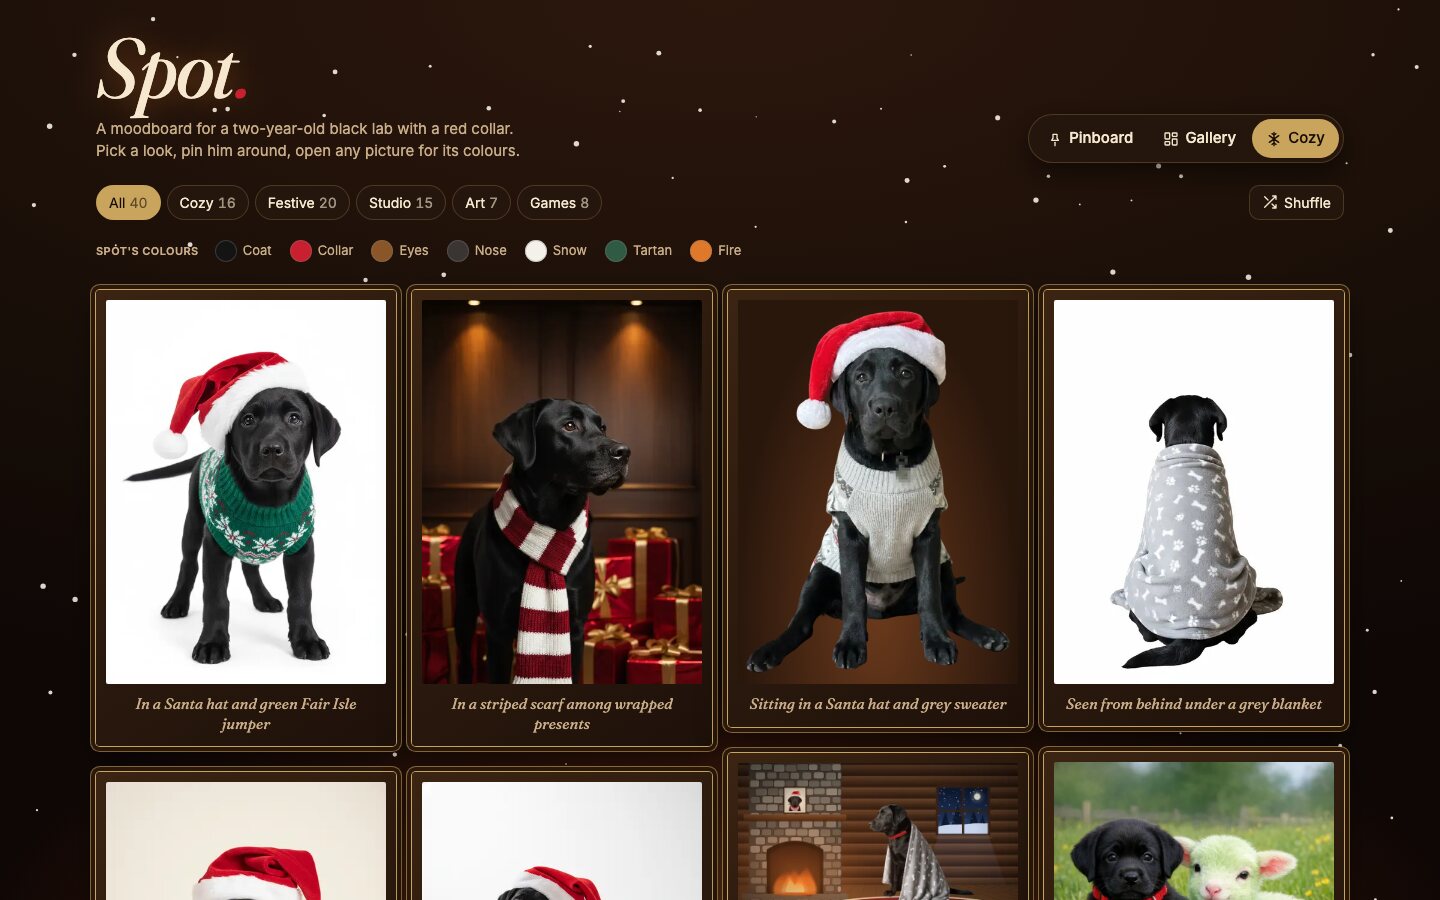 Spot.
A moodboard for a two-year-old black lab with a red collar.
Pick a look, pin him around, open any picture for its colours.
Pinboard
Gallery
Cozy
All 40
Cozy 16
Festive 20
Studio 15
Art 7
Games 8
Shuffle
SPOT'S COLOURS
Coat
Collar
Eyes
Nose
Snow
Tartan
Fire
In a Santa hat and green Fair Isle
jumper
In a striped scarf among wrapped
presents
Sitting in a Santa hat and grey sweater
Seen from behind under a grey blanket